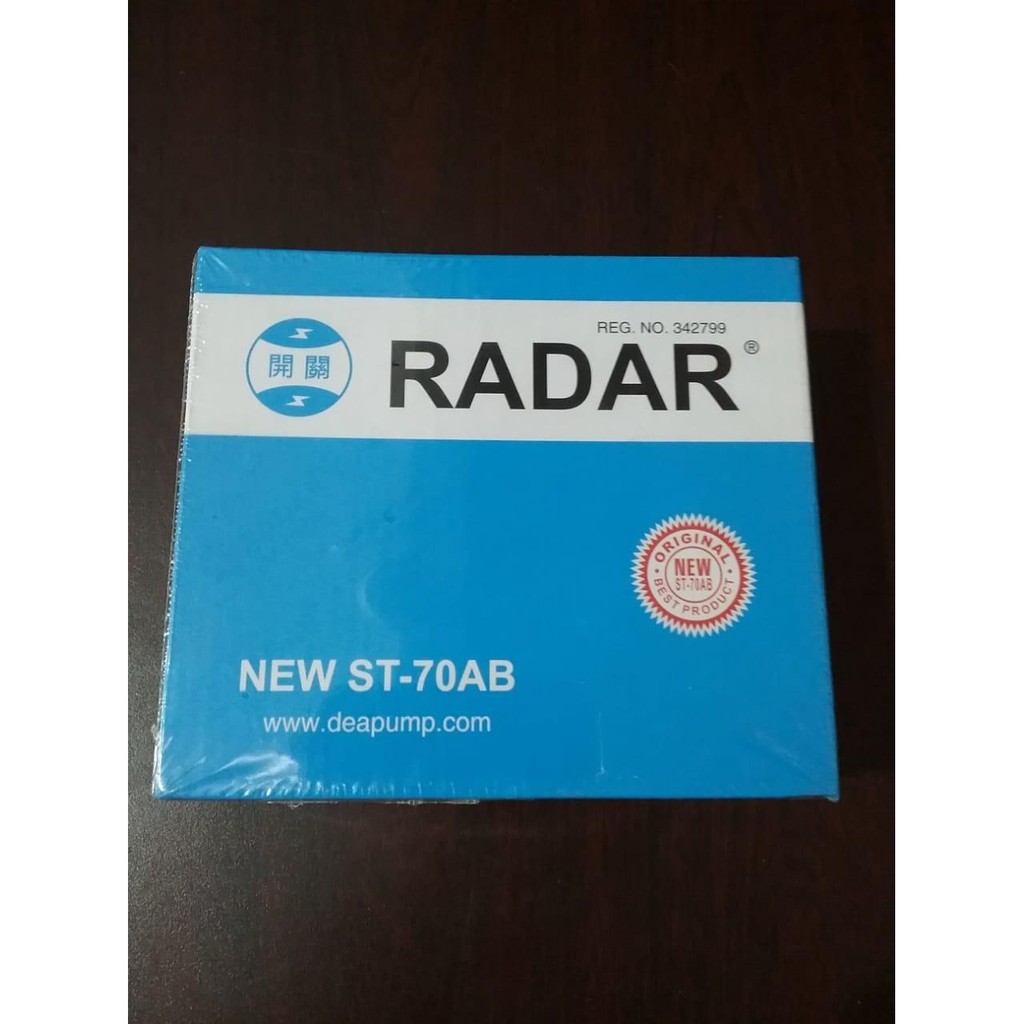 REG. NO. 342799
開關
RADAR®
ORIGINAL
NEW
ST-70AB
BEST PRODUCT
NEW ST-70AB
www.deapump.com